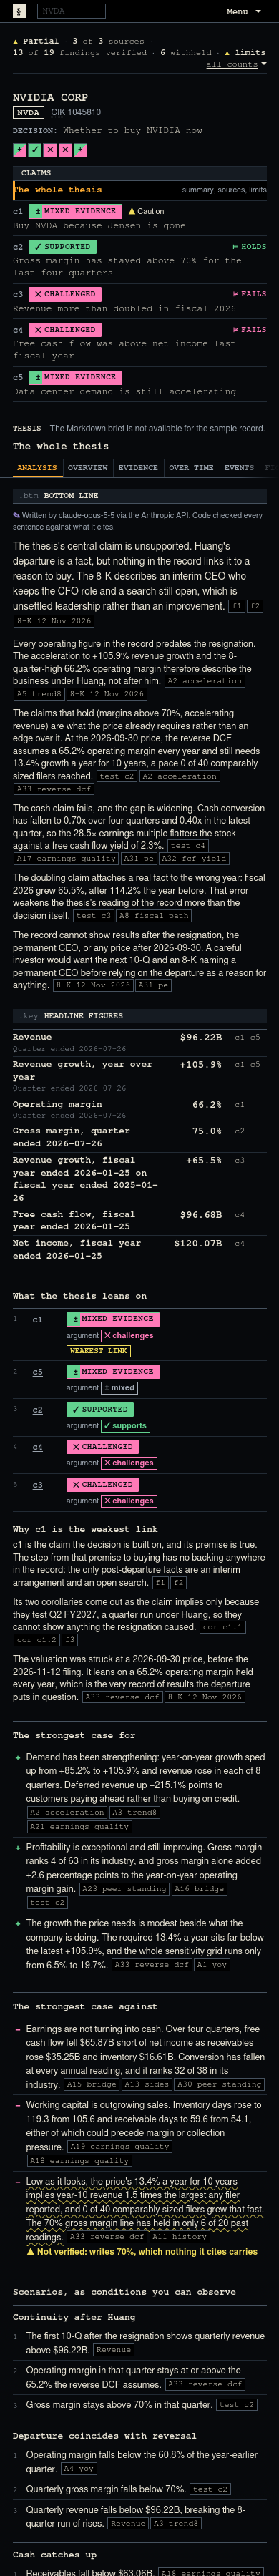 § NVDA Menu
▲ Partial · 3 of 3 sources ·
13 of 19 findings verified · 6 withheld · ▲ limits
all counts
NVIDIA CORP
NVDA CIK 1045810
DECISION: Whether to buy NVIDIA now
± ✓ ✕ ✕ ±
CLAIMS
The whole thesis summary, sources, limits
c1 ± MIXED EVIDENCE ▲ Caution
Buy NVDA because Jensen is gone
c2 ✓ SUPPORTED HOLDS
Gross margin has stayed above 70% for the
last four quarters
c3 ✕ CHALLENGED FAILS
Revenue more than doubled in fiscal 2026
c4 ✕ CHALLENGED FAILS
Free cash flow was above net income last
fiscal year
c5 ± MIXED EVIDENCE
Data center demand is still accelerating
THESIS The Markdown brief is not available for the sample record.
The whole thesis
ANALYSIS OVERVIEW EVIDENCE OVER TIME EVENTS
.btm BOTTOM LINE
✎ Written by claude-opus-5-5 via the Anthropic API. Code checked every
sentence against what it cites.
The thesis's central claim is unsupported. Huang's
departure is a fact, but nothing in the record links it to a
reason to buy. The 8-K describes an interim CEO who
keeps the CFO role and a search still open, which is
unsettled leadership rather than an improvement. f1 f2
8-K 12 Nov 2026
Every operating figure in the record predates the resignation.
The acceleration to +105.9% revenue growth and the 8-
quarter-high 66.2% operating margin therefore describe the
business under Huang, not after him. A2 acceleration
A5 trend8 8-K 12 Nov 2026
The claims that hold (margins above 70%, accelerating
revenue) are what the price already requires rather than an
edge over it. At the 2026-09-30 price, the reverse DCF
assumes a 65.2% operating margin every year and still needs
13.4% growth a year for 10 years, a pace 0 of 40 comparably
sized filers reached. test c2 A2 acceleration
A33 reverse dcf
The cash claim fails, and the gap is widening. Cash conversion
has fallen to 0.70x over four quarters and 0.40x in the latest
quarter, so the 28.5× earnings multiple flatters the stock
against a free cash flow yield of 2.3%. test c4
A17 earnings quality A31 pe A32 fcf yield
The doubling claim attaches a real fact to the wrong year: fiscal
2026 grew 65.5%, after 114.2% the year before. That error
weakens the thesis's reading of the record more than the
decision itself. test c3 A8 fiscal path
The record cannot show results after the resignation, the
permanent CEO, or any price after 2026-09-30. A careful
investor would want the next 10-Q and an 8-K naming a
permanent CEO before relying on the departure as a reason for
anything. 8-K 12 Nov 2026 A31 pe
.key HEADLINE FIGURES
Revenue +$96.22B c1 c5
Quarter ended 2026-07-26
Revenue growth, year over +105.9% c1 c5
year
Quarter ended 2026-07-26
Operating margin 66.2% c1
Quarter ended 2026-07-26
Gross margin, quarter 75.0% c2
ended 2026-07-26
Revenue growth, fiscal +65.5% c3
year ended 2026-01-25 on
fiscal year ended 2025-01-
26
Free cash flow, fiscal $96.68B c4
year ended 2026-01-25
Net income, fiscal year $120.07B c4
ended 2026-01-25
What the thesis leans on
1 c1 ± MIXED EVIDENCE
argument ✕ challenges
WEAKEST LINK
2 c5 ± MIXED EVIDENCE
argument ± mixed
3 c2 ✓ SUPPORTED
argument ✓ supports
4 c4 ✕ CHALLENGED
argument ✕ challenges
5 c3 ✕ CHALLENGED
argument ✕ challenges
Why c1 is the weakest link
c1 is the claim the decision is built on, and its premise is true.
The step from that premise to buying has no backing anywhere
in the record: the only post-departure facts are an interim
arrangement and an open search. f1 f2
Its two corollaries come out as the claim implies only because
they test Q2 FY2027, a quarter run under Huang, so they
cannot show anything the resignation caused. cor c1.1
cor c1.2 f3
The valuation was struck at a 2026-09-30 price, before the
2026-11-12 filing. It leans on a 65.2% operating margin held
every year, which is the very record of results the departure
puts in question. A33 reverse dcf 8-K 12 Nov 2026
The strongest case for
+ Demand has been strengthening: year-on-year growth sped
up from +85.2% to +105.9% and revenue rose in each of 8
quarters. Deferred revenue up +215.1% points to
customers paying ahead rather than buying on credit.
A2 acceleration A3 trend8
A21 earnings quality
+ Profitability is exceptional and still improving. Gross margin
ranks 4 of 63 in its industry, and gross margin alone added
+2.6 percentage points to the year-on-year operating
margin gain. A23 peer standing A16 bridge
test c2
+ The growth the price needs is modest beside what the
company is doing. The required 13.4% a year sits far below
the latest +105.9%, and the whole sensitivity grid runs only
from 6.5% to 19.7%. A33 reverse dcf A1 yoy
The strongest case against
− Earnings are not turning into cash. Over four quarters, free
cash flow fell $65.87B short of net income as receivables
rose $35.25B and inventory $16.61B. Conversion has fallen
at every annual reading, and it ranks 32 of 38 in its
industry. A15 bridge A13 sides A30 peer standing
− Working capital is outgrowing sales. Inventory days rose to
119.3 from 105.6 and receivable days to 59.6 from 54.1,
either of which could precede margin or collection
pressure. A19 earnings quality
A18 earnings quality
− Low as it looks, the price's 13.4% a year for 10 years
implies year-10 revenue 1.5 times the largest any filer
reported, and 0 of 40 comparably sized filers grew that fast.
The 70% gross margin line has held in only 6 of 20 past
readings. A33 reverse dcf A11 history
▲ Not verified: writes 70%, which nothing it cites carries
Scenarios, as conditions you can observe
Continuity after Huang
1 The first 10-Q after the resignation shows quarterly revenue
above $96.22B. Revenue
2 Operating margin in that quarter stays at or above the
65.2% the reverse DCF assumes. A33 reverse dcf
3 Gross margin stays above 70% in that quarter. test c2
Departure coincides with reversal
1 Operating margin falls below the 60.8% of the year-earlier
quarter. A4 yoy
2 Quarterly gross margin falls below 70%. test c2
3 Quarterly revenue falls below $96.22B, breaking the 8-
quarter run of rises. Revenue A3 trend8
Cash catches up
1 Receivables fall below $63.06B. A18 earnings quality